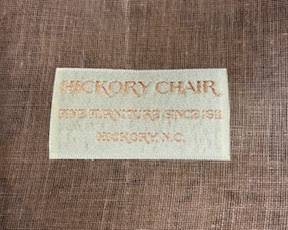 HICKORY CHAIR
FINE FURNITURE SINCE 1911
HICKORY, N.C.